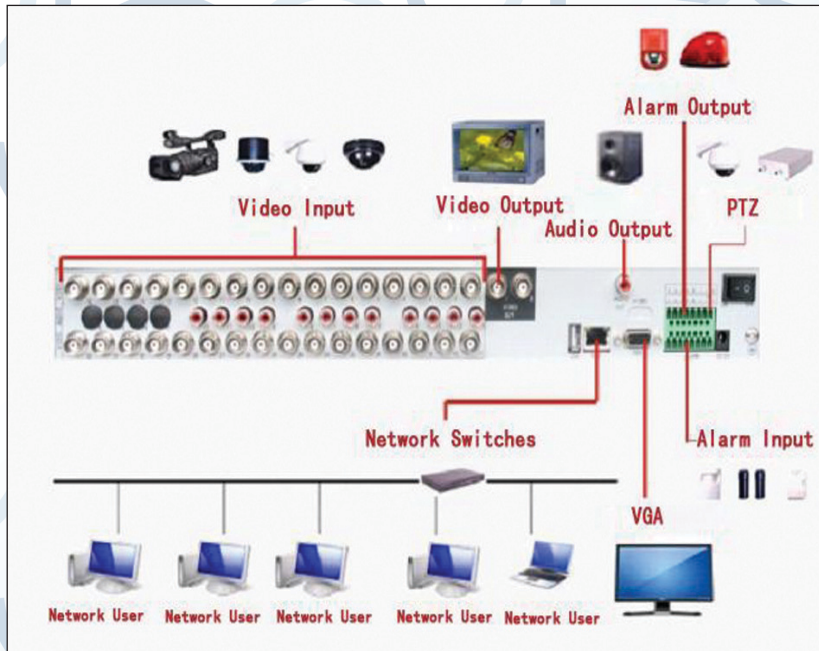 Alarm Output
Video Input
Video Output
Audio Output
PTZ
Network Switches
Alarm Input
VGA
Network User
Network User
Network User
Network User
Network User